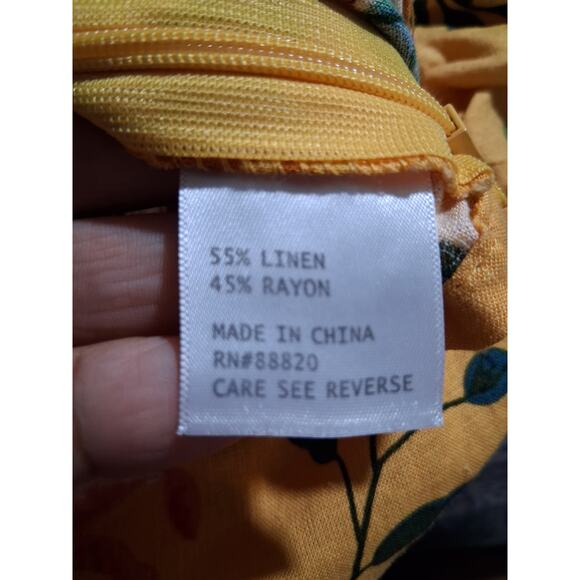 55% LINEN
45% RAYON
MADE IN CHINA
RN#88820
CARE SEE REVERSE